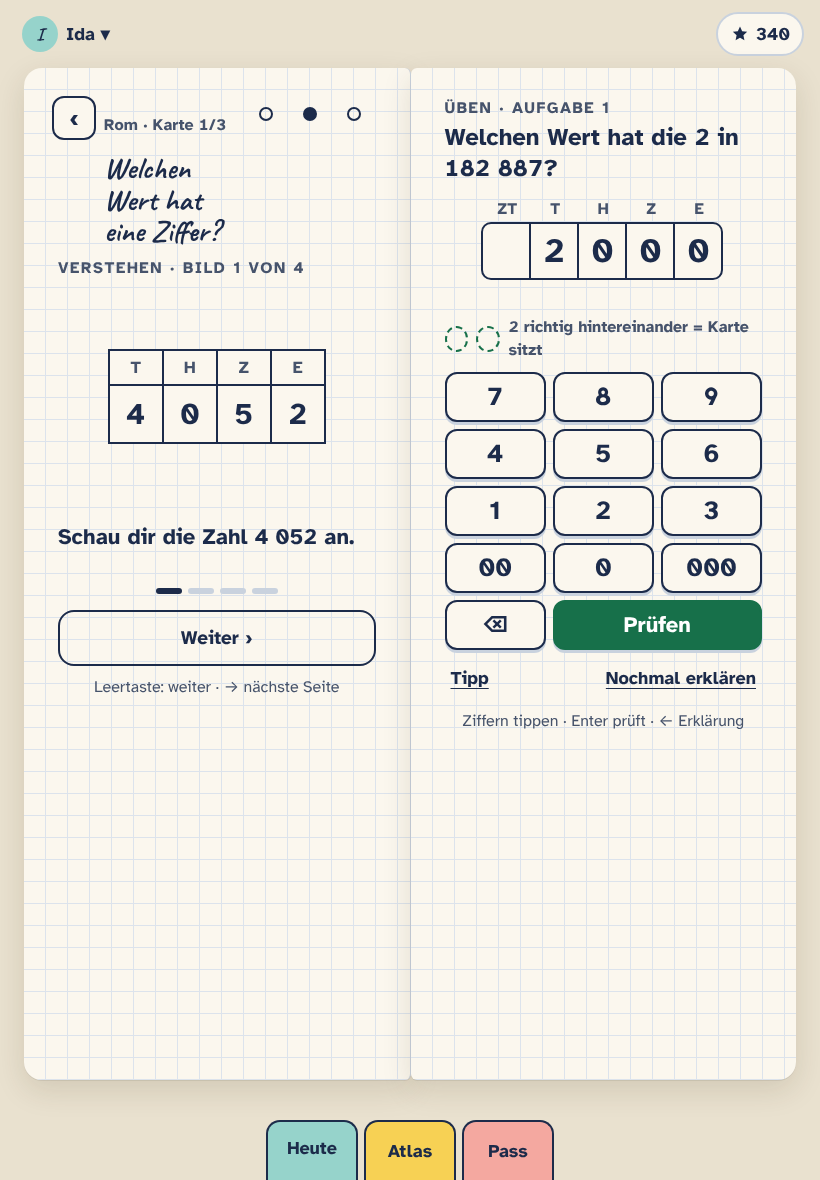 I Ida ▾
★ 340
‹ Rom · Karte 1/3
Welchen
Wert hat
eine Ziffer?
VERSTEHEN · BILD 1 VON 4
T H Z E
4 0 5 2
Schau dir die Zahl 4 052 an.
Weiter ›
Leertaste: weiter · → nächste Seite
ÜBEN · AUFGABE 1
Welchen Wert hat die 2 in
182 887?
ZT T H Z E
2 0 0 0
2 richtig hintereinander = Karte
sitzt
7 8 9
4 5 6
1 2 3
00 0 000
⌫ Prüfen
Tipp Nochmal erklären
Ziffern tippen · Enter prüft · ← Erklärung
Heute Atlas Pass